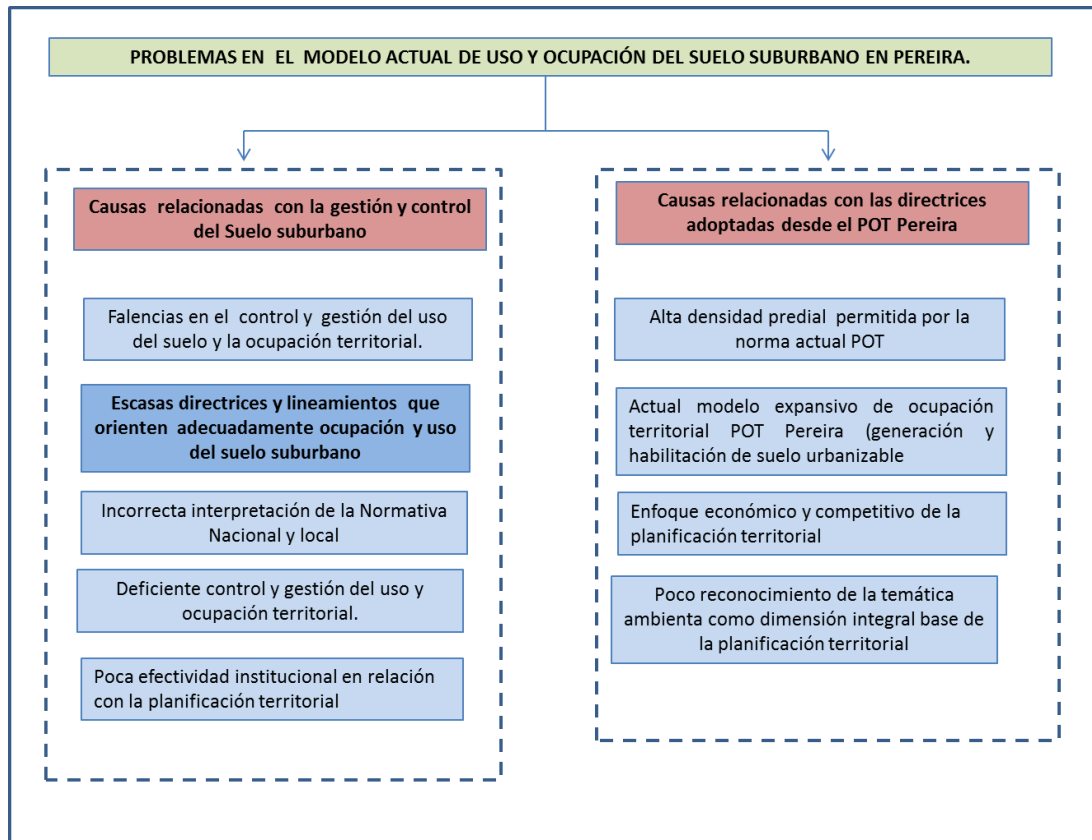 PROBLEMAS EN EL MODELO ACTUAL DE USO Y OCUPACIÓN DEL SUELO SUBURBANO EN PEREIRA.
Causas relacionadas con la gestión y control
del Suelo suburbano
Falencias en el control y gestión del uso
del suelo y la ocupación territorial.
Escasas directrices y lineamientos que
orienten adecuadamente ocupación y uso
del suelo suburbano
Incorrecta interpretación de la Normativa
Nacional y local
Deficiente control y gestión del uso y
ocupación territorial.
Poca efectividad institucional en relación
con la planificación territorial
Causas relacionadas con las directrices
adoptadas desde el POT Pereira
Alta densidad predial permitida por la
norma actual POT
Actual modelo expansivo de ocupación
territorial POT Pereira (generación y
habilitación de suelo urbanizable
Enfoque económico y competitivo de la
planificación territorial
Poco reconocimiento de la temática
ambienta como dimensión integral base de
la planificación territorial